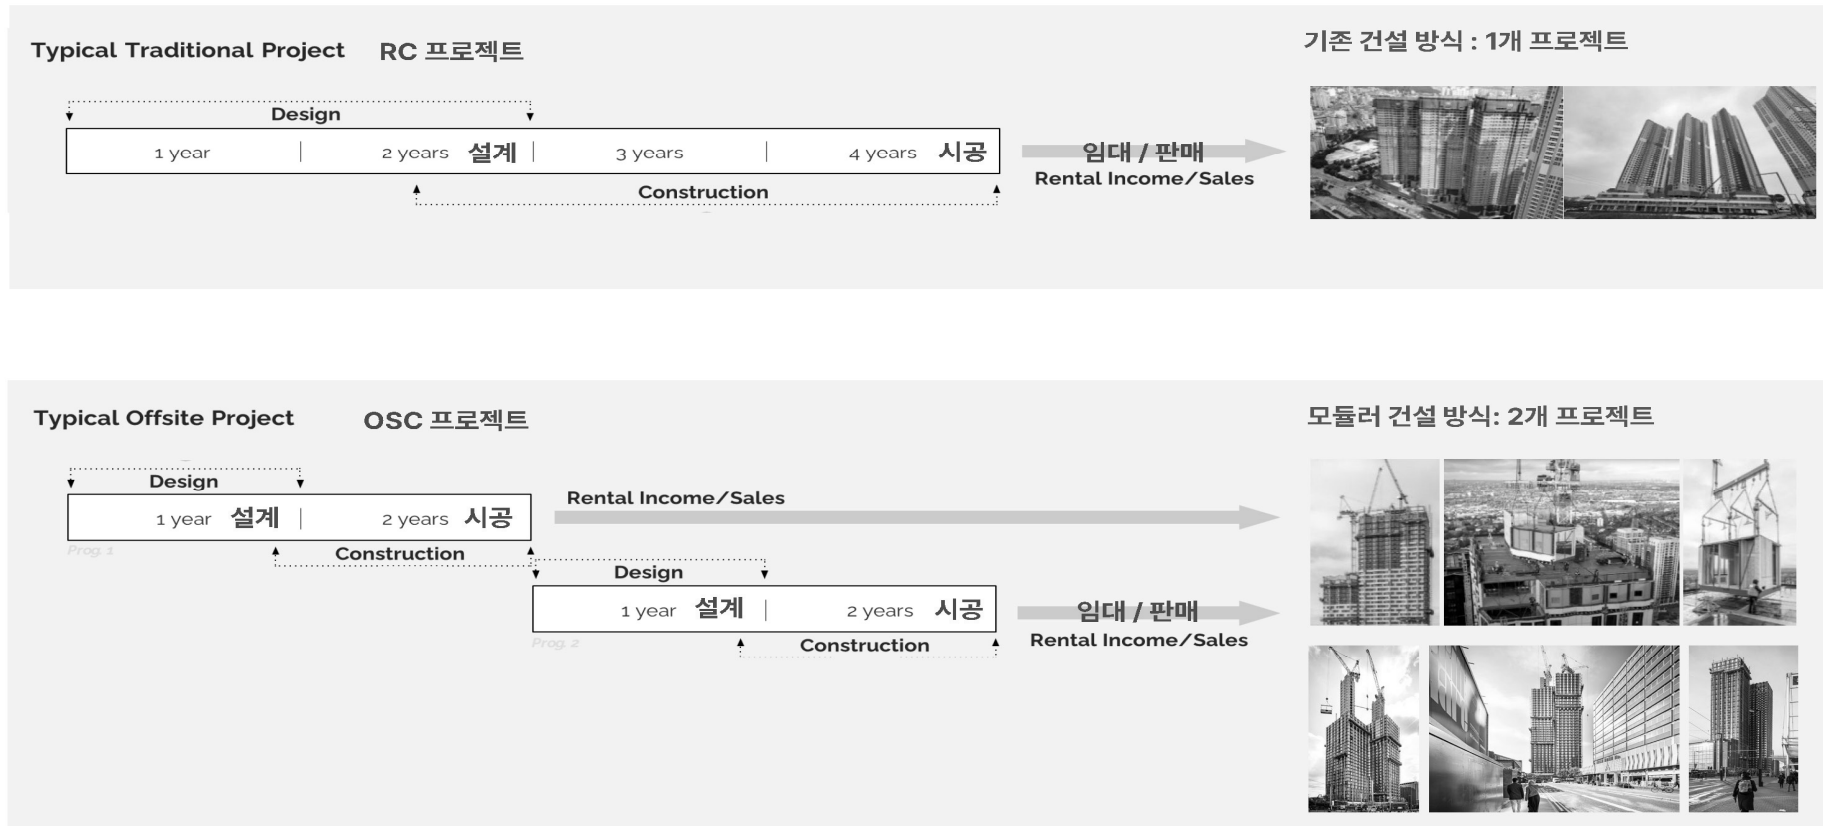 Typical Traditional Project RC 프로젝트
기존 건설 방식 : 1개 프로젝트
Design
1 year | 2 years 설계 | 3 years | 4 years 시공
임대 / 판매
Rental Income/Sales
Construction
Typical Offsite Project OSC 프로젝트
모듈러 건설 방식: 2개 프로젝트
Design
1 year 설계 | 2 years 시공
Rental Income/Sales
Prog. 1
Construction
Design
1 year 설계 | 2 years 시공
임대 / 판매
Rental Income/Sales
Prog. 2
Construction